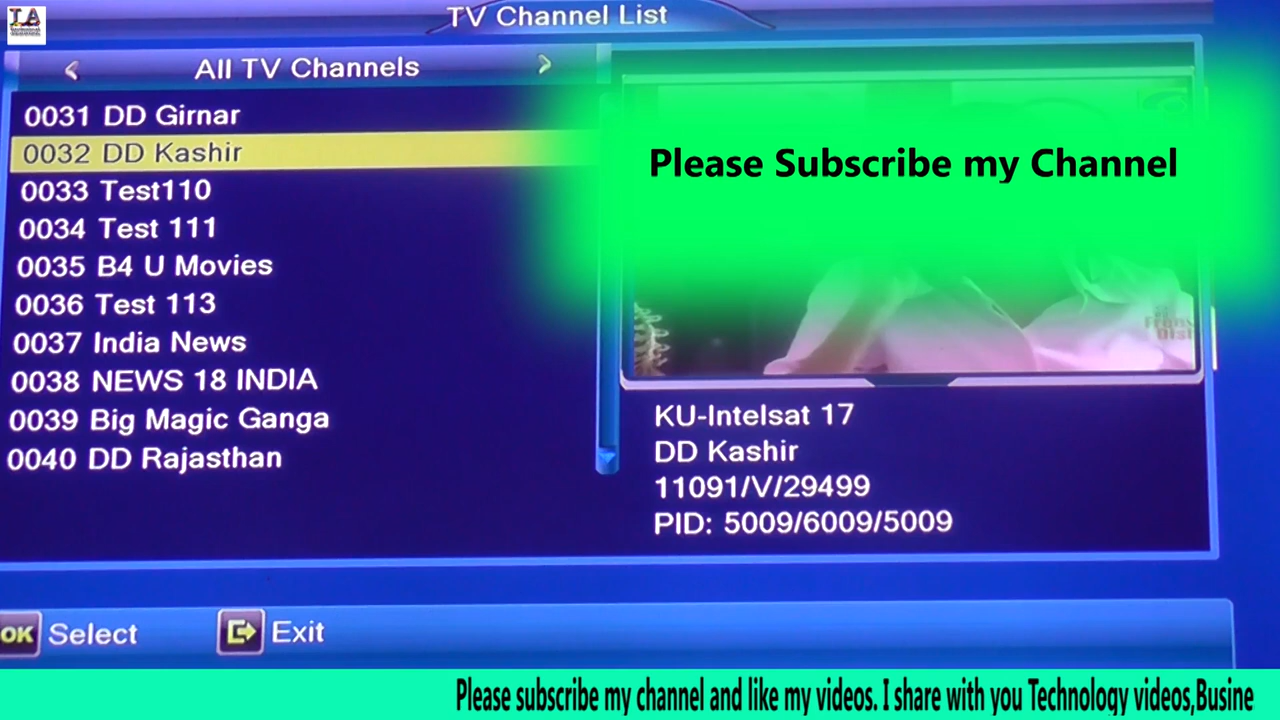 TV Channel List
LA
< All TV Channels >
0031 DD Girnar
0032 DD Kashir
0033 Test110
0034 Test 111
0035 B4 U Movies
0036 Test 113
0037 India News
0038 NEWS 18 INDIA
0039 Big Magic Ganga
0040 DD Rajasthan
Please Subscribe my Channel
KU-Intelsat 17
DD Kashir
11091/V/29499
PID: 5009/6009/5009
OK Select
Exit
Please subscribe my channel and like my videos. I share with you Technology videos,Busine